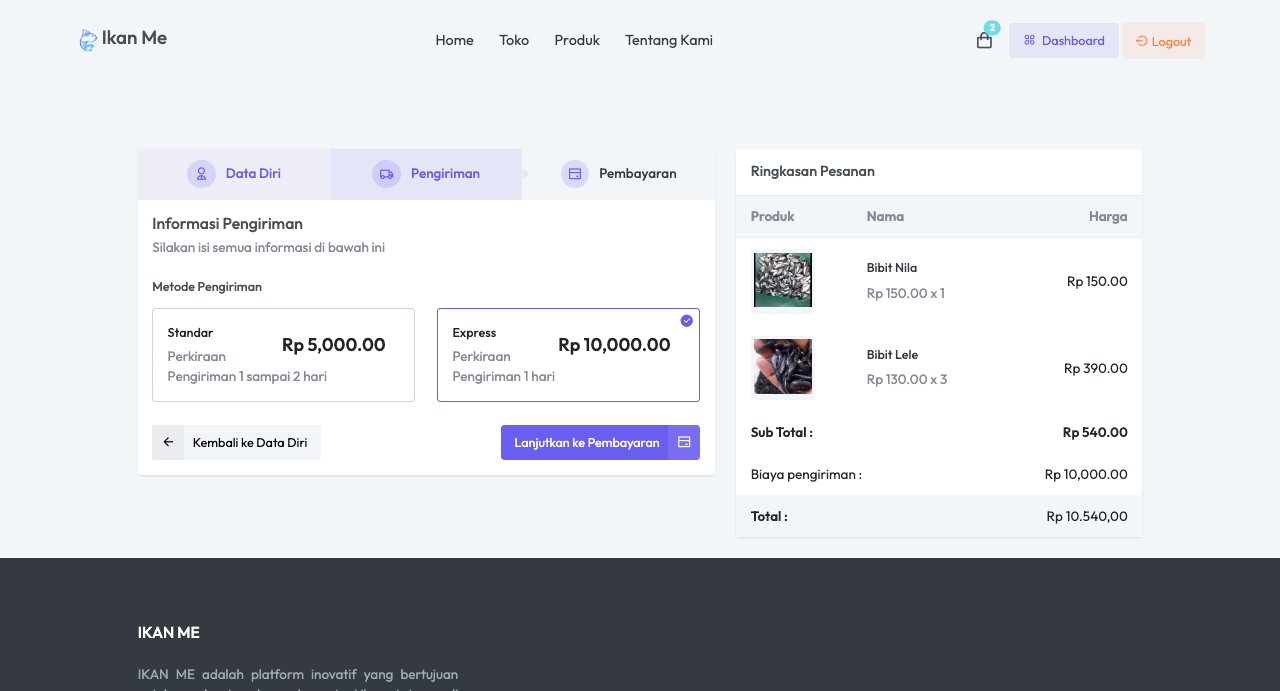 Ikan Me
Home
Toko
Produk
Tentang Kami
2
Dashboard
Logout
Data Diri
Pengiriman
Pembayaran
Informasi Pengiriman
Silakan isi semua informasi di bawah ini
Metode Pengiriman
Standar
Rp 5,000.00
Perkiraan
Pengiriman 1 sampai 2 hari
Express
Rp 10,000.00
Perkiraan
Pengiriman 1 hari
Kembali ke Data Diri
Lanjutkan ke Pembayaran
Ringkasan Pesanan
Produk
Nama
Harga
Bibit Nila
Rp 150.00 x 1
Rp 150.00
Bibit Lele
Rp 130.00 x 3
Rp 390.00
Sub Total :
Rp 540.00
Biaya pengiriman :
Rp 10,000.00
Total :
Rp 10.540,00
IKAN ME
IKAN ME adalah platform inovatif yang bertujuan